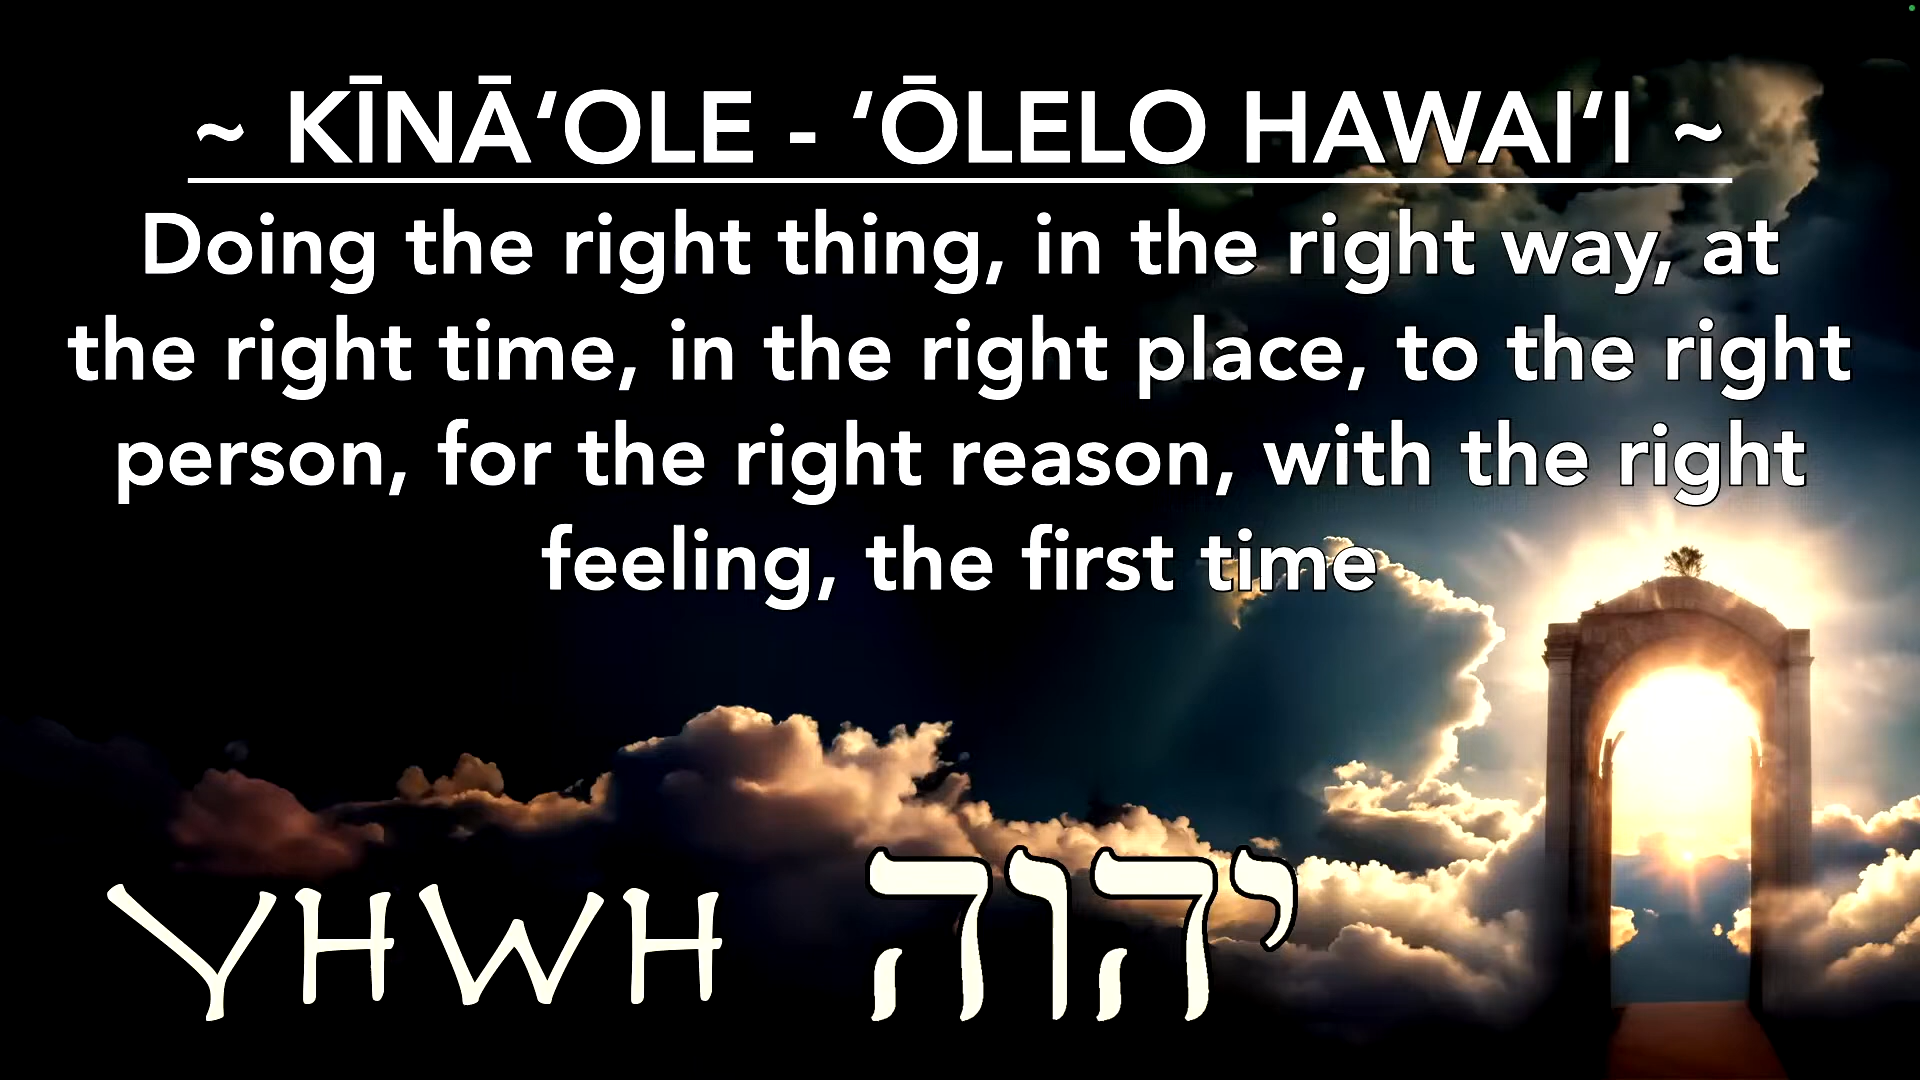 ~ KĪNĀʻOLE - ʻŌLELO HAWAIʻI ~
Doing the right thing, in the right way, at
the right time, in the right place, to the right
person, for the right reason, with the right
feeling, the first time
YHWH יהוה